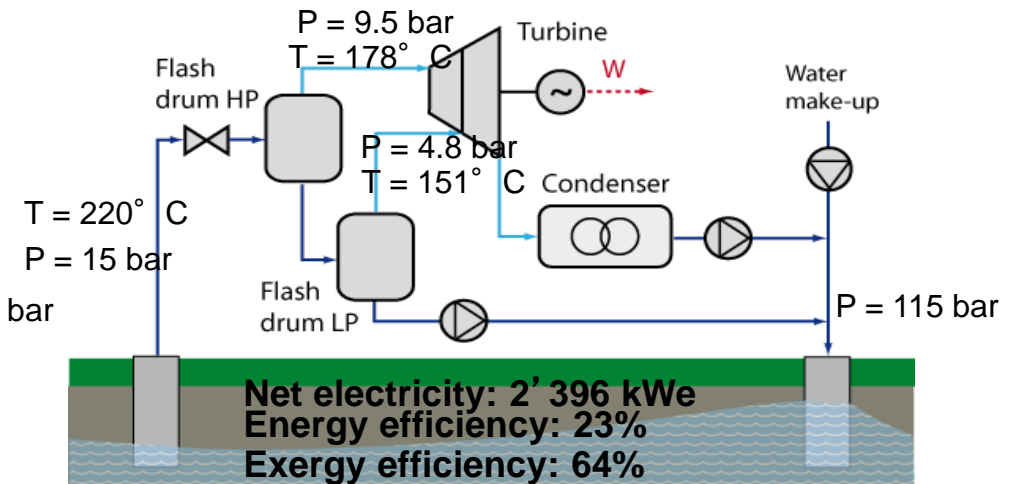 P = 9.5 bar
T = 178° C
Turbine
Flash
drum HP
W
~
Water
make-up
P = 4.8 bar
T = 151° C
Condenser
T = 220° C
P = 15 bar
bar
Flash
drum LP
P = 115 bar
Net electricity: 2’396 kWe
Energy efficiency: 23%
Exergy efficiency: 64%